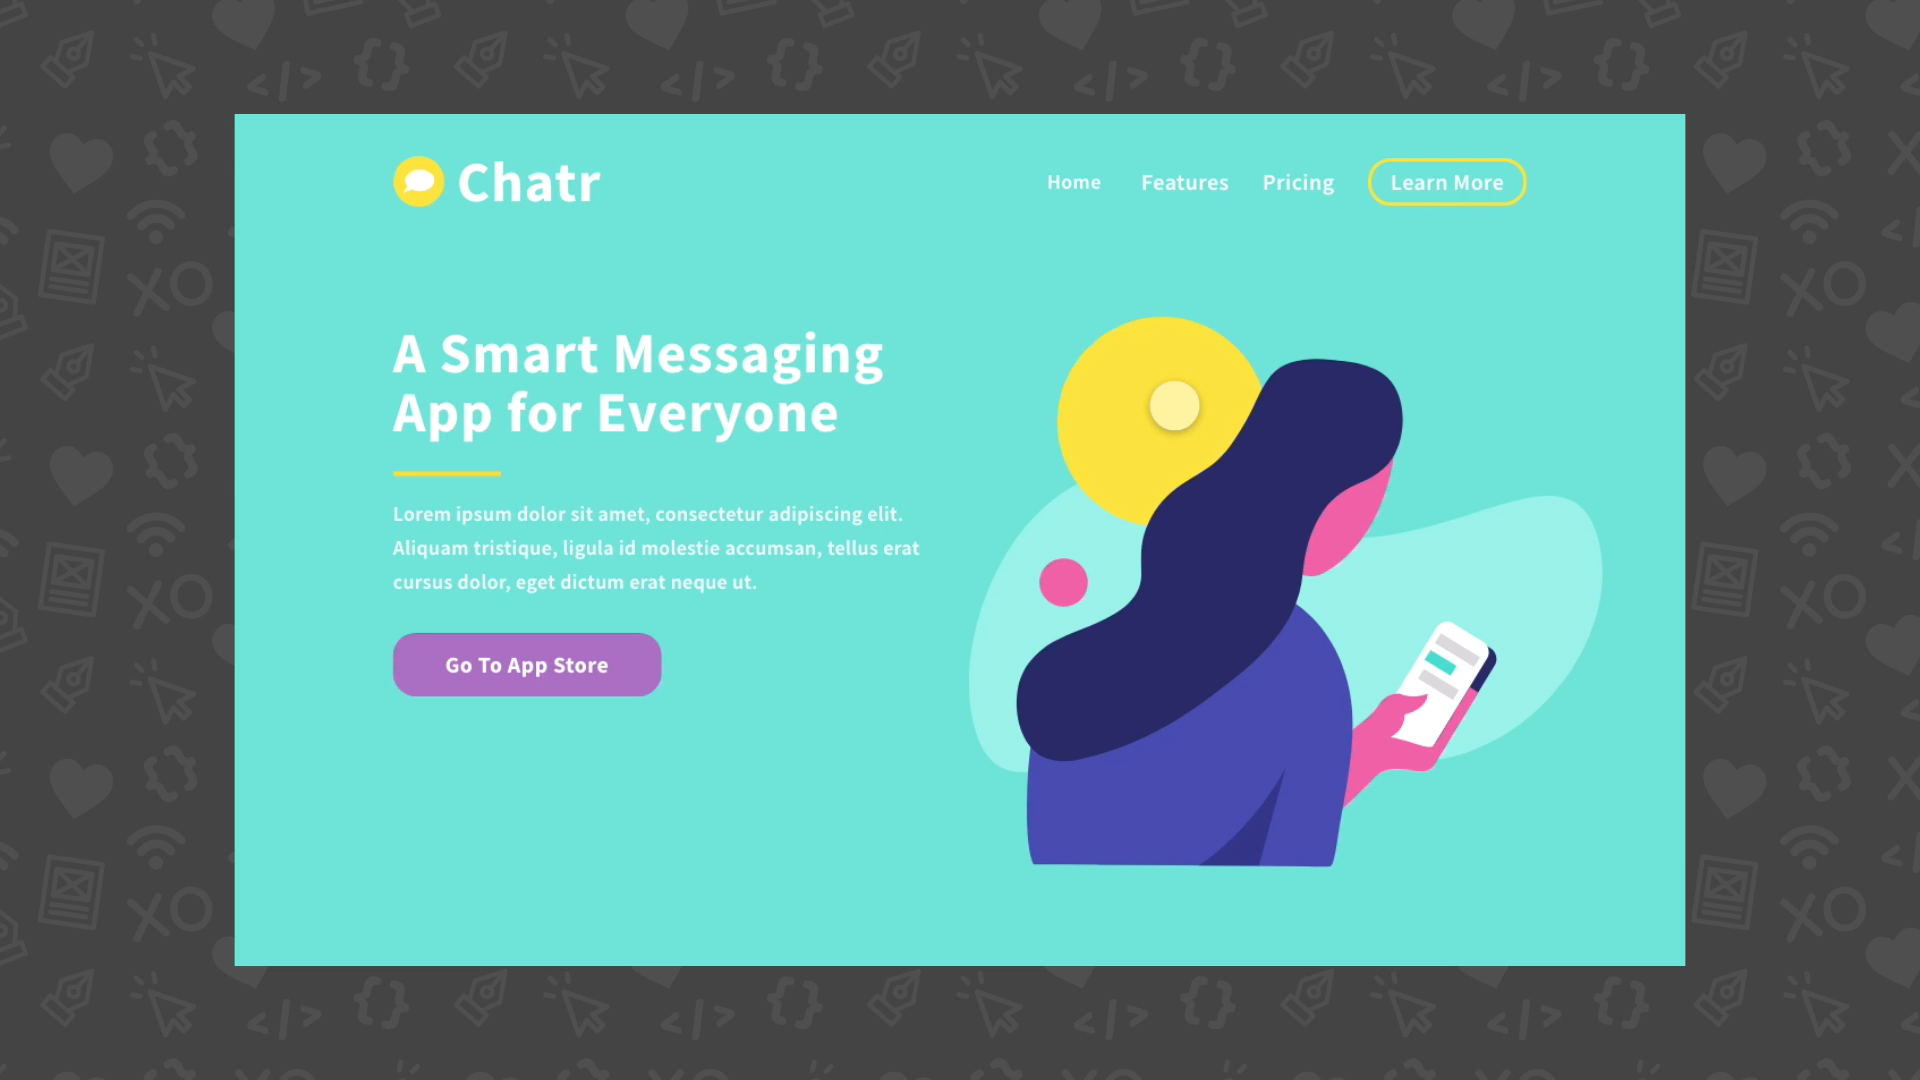 Chatr
Home Features Pricing Learn More
A Smart Messaging
App for Everyone
Lorem ipsum dolor sit amet, consectetur adipiscing elit.
Aliquam tristique, ligula id molestie accumsan, tellus erat
cursus dolor, eget dictum erat neque ut.
Go To App Store